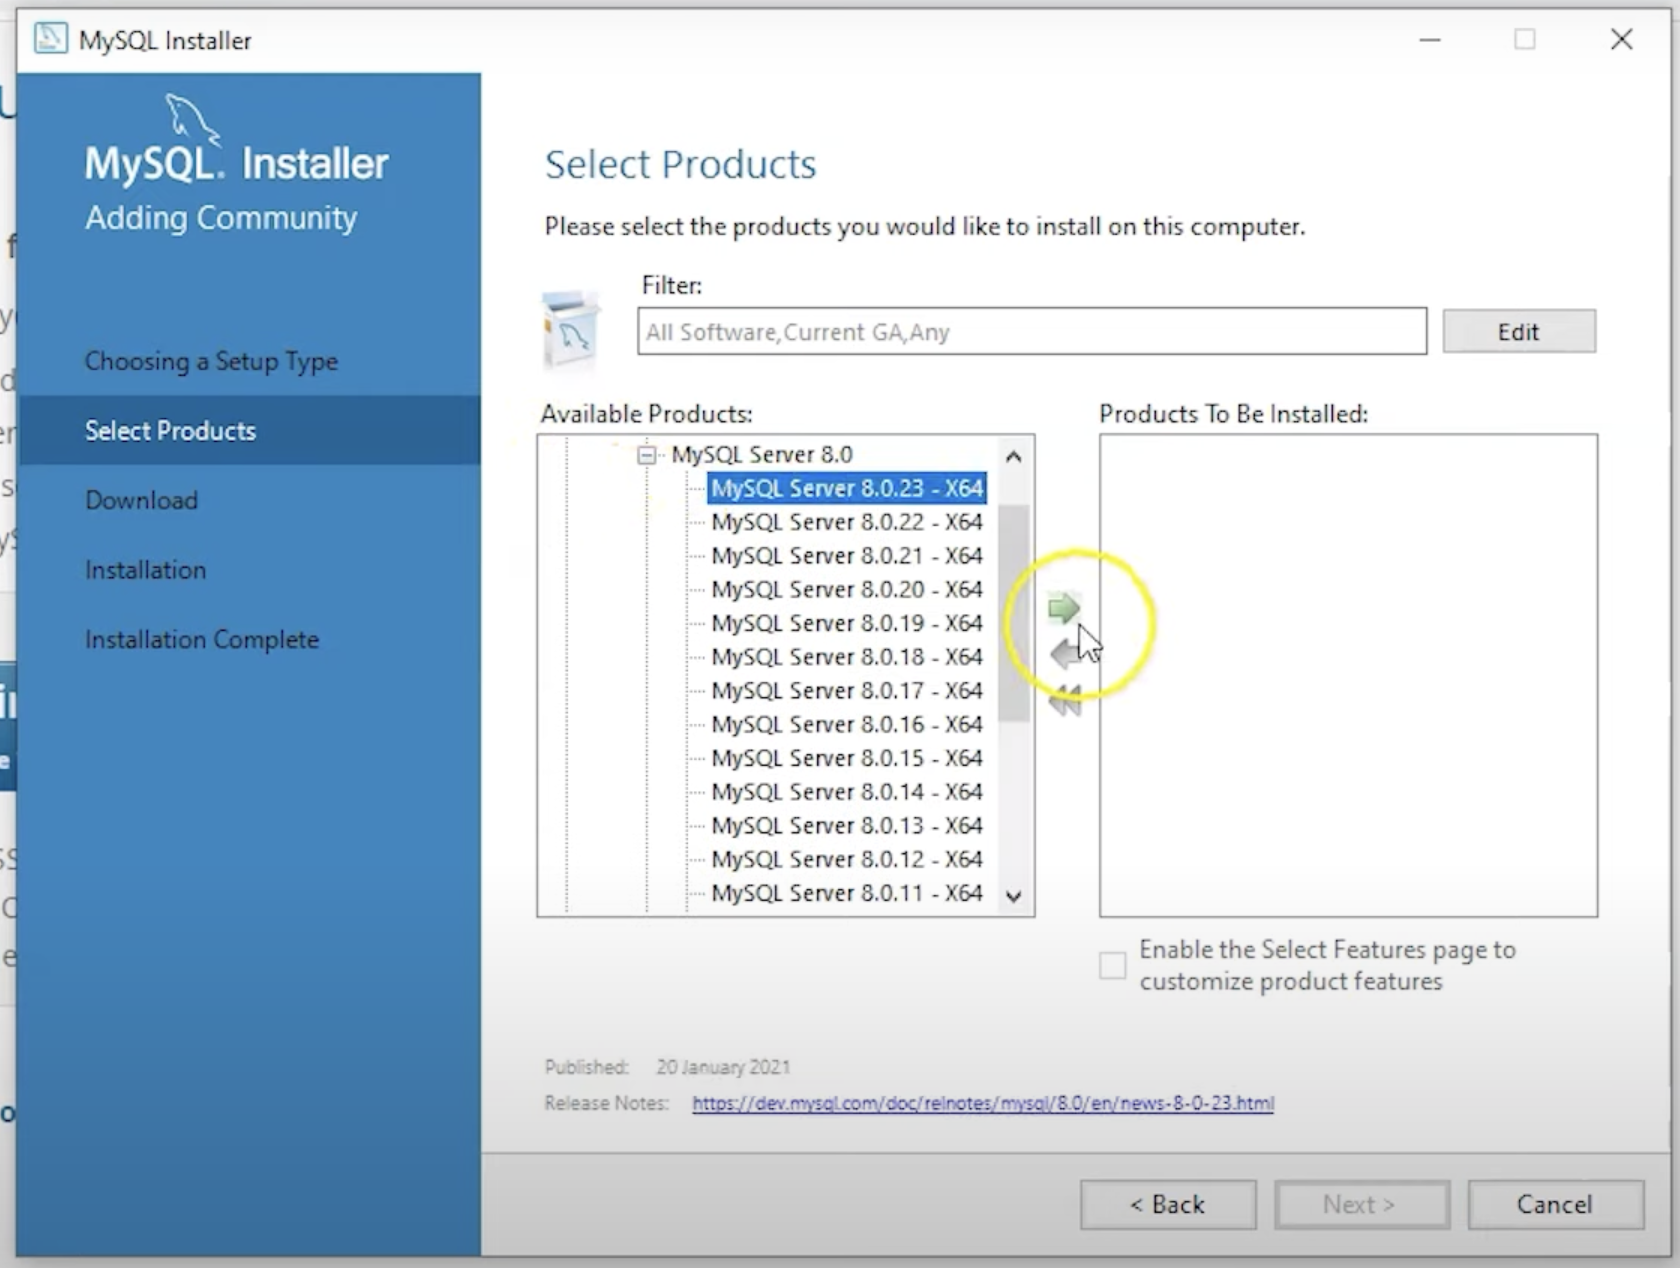 MySQL Installer
MySQL. Installer
Adding Community
Choosing a Setup Type
Select Products
Download
Installation
Installation Complete
Select Products
Please select the products you would like to install on this computer.
Filter:
All Software,Current GA,Any
Edit
Available Products:
MySQL Server 8.0
MySQL Server 8.0.23 - X64
MySQL Server 8.0.22 - X64
MySQL Server 8.0.21 - X64
MySQL Server 8.0.20 - X64
MySQL Server 8.0.19 - X64
MySQL Server 8.0.18 - X64
MySQL Server 8.0.17 - X64
MySQL Server 8.0.16 - X64
MySQL Server 8.0.15 - X64
MySQL Server 8.0.14 - X64
MySQL Server 8.0.13 - X64
MySQL Server 8.0.12 - X64
MySQL Server 8.0.11 - X64
Products To Be Installed:
Enable the Select Features page to
customize product features
Published: 20 January 2021
Release Notes: https://dev.mysql.com/doc/relnotes/mysql/8.0/en/news-8-0-23.html
< Back
Next >
Cancel